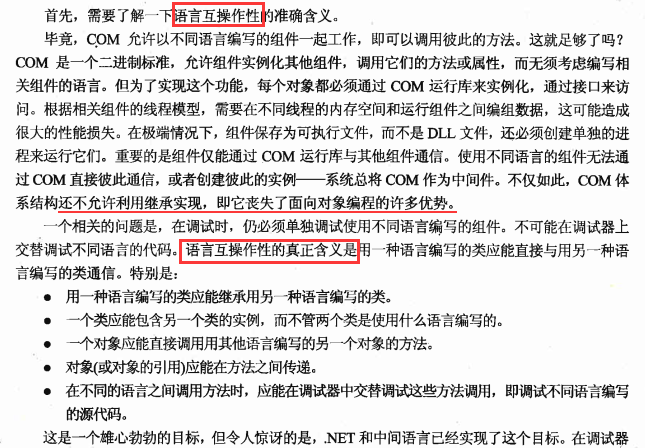 首先，需要了解一下语言互操作性的准确含义。
毕竟，COM 允许以不同语言编写的组件一起工作，即可以调用彼此的方法。这就足够了吗？
COM 是一个二进制标准，允许组件实例化其他组件，调用它们的方法或属性，而无须考虑编写相
关组件的语言。但为了实现这个功能，每个对象都必须通过 COM 运行库来实例化，通过接口来访
问。根据相关组件的线程模型，需要在不同线程的内存空间和运行组件之间编组数据，这可能造成
很大的性能损失。在极端情况下，组件保存为可执行文件，而不是 DLL 文件，还必须创建单独的进
程来运行它们。重要的是组件仅能通过 COM 运行库与其他组件通信。使用不同语言的组件无法通
过 COM 直接彼此通信，或者创建彼此的实例——系统总将 COM 作为中间件。不仅如此，COM 体
系结构还不允许利用继承实现，即它丧失了面向对象编程的许多优势。
一个相关的问题是，在调试时，仍必须单独调试使用不同语言编写的组件。不可能在调试器上
交替调试不同语言的代码。语言互操作性的真正含义是用一种语言编写的类应能直接与用另一种语
言编写的类通信。特别是：
● 用一种语言编写的类应能继承用另一种语言编写的类。
● 一个类应能包含另一个类的实例，而不管两个类是使用什么语言编写的。
● 一个对象应能直接调用用其他语言编写的另一个对象的方法。
● 对象(或对象的引用)应能在方法之间传递。
● 在不同的语言之间调用方法时，应能在调试器中交替调试这些方法调用，即调试不同语言编写
的源代码。
这是一个雄心勃勃的目标，但令人惊讶的是，.NET 和中间语言已经实现了这个目标。在调试器